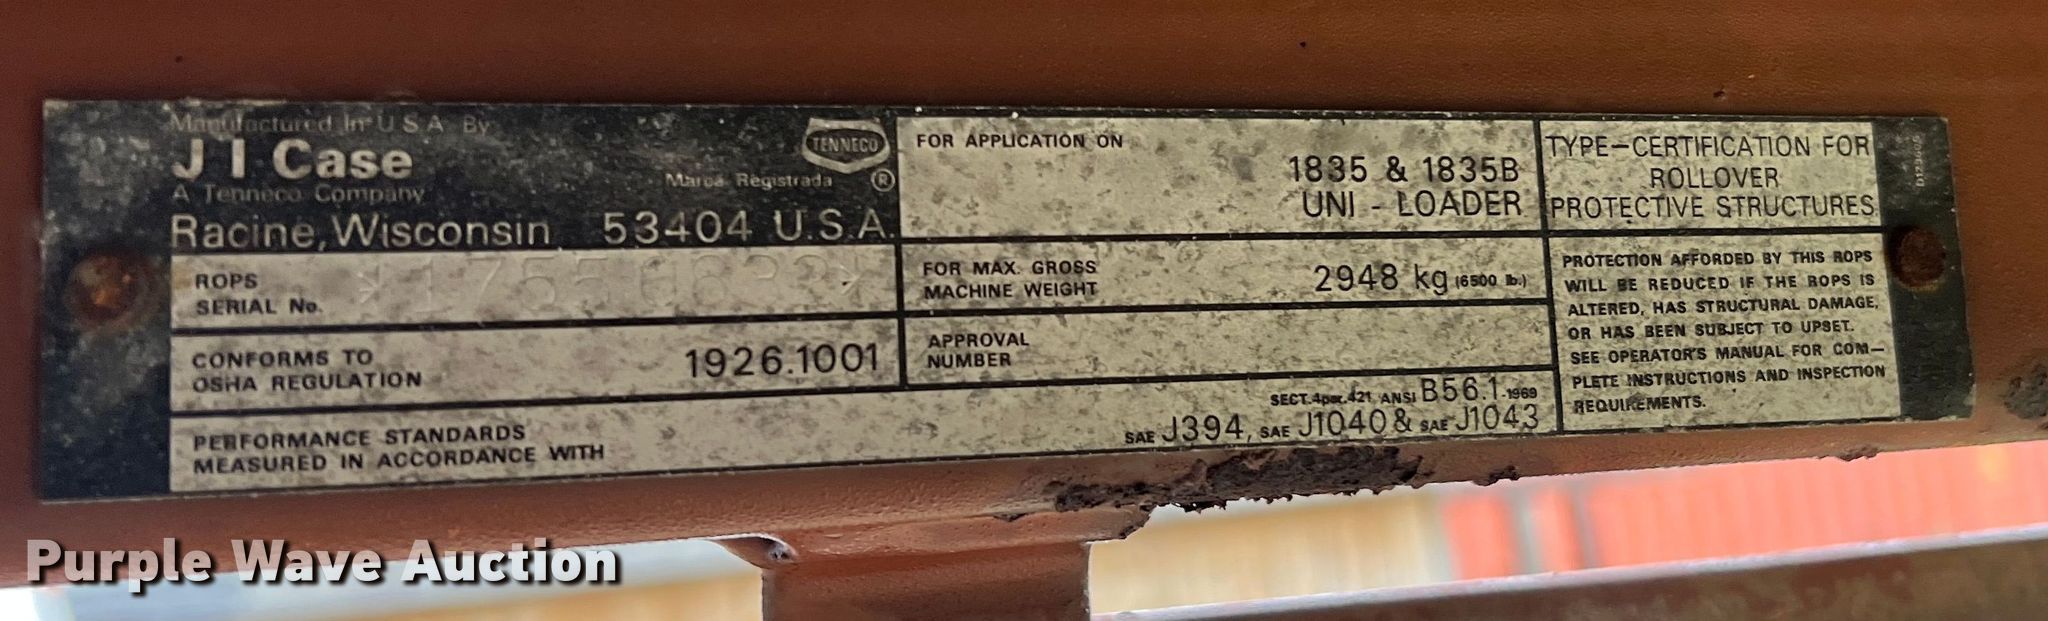 Manufactured In U S A By
J I Case
A Tenneco Company
Racine, Wisconsin 53404 U.S.A.
TENNECO
Marca Registrada ®
ROPS
SERIAL No.
CONFORMS TO
OSHA REGULATION 1926.1001
PERFORMANCE STANDARDS
MEASURED IN ACCORDANCE WITH
SECT. 4 par. 421 ANSI B56.1-1969
SAE J394, SAE J1040 & SAE J1043
FOR APPLICATION ON
1835 & 1835B
UNI - LOADER
FOR MAX. GROSS
MACHINE WEIGHT 2948 kg (6500 lb.)
APPROVAL
NUMBER
TYPE-CERTIFICATION FOR
ROLLOVER
PROTECTIVE STRUCTURES
PROTECTION AFFORDED BY THIS ROPS
WILL BE REDUCED IF THE ROPS IS
ALTERED, HAS STRUCTURAL DAMAGE,
OR HAS BEEN SUBJECT TO UPSET.
SEE OPERATOR'S MANUAL FOR COM-
PLETE INSTRUCTIONS AND INSPECTION
REQUIREMENTS.
Purple Wave Auction